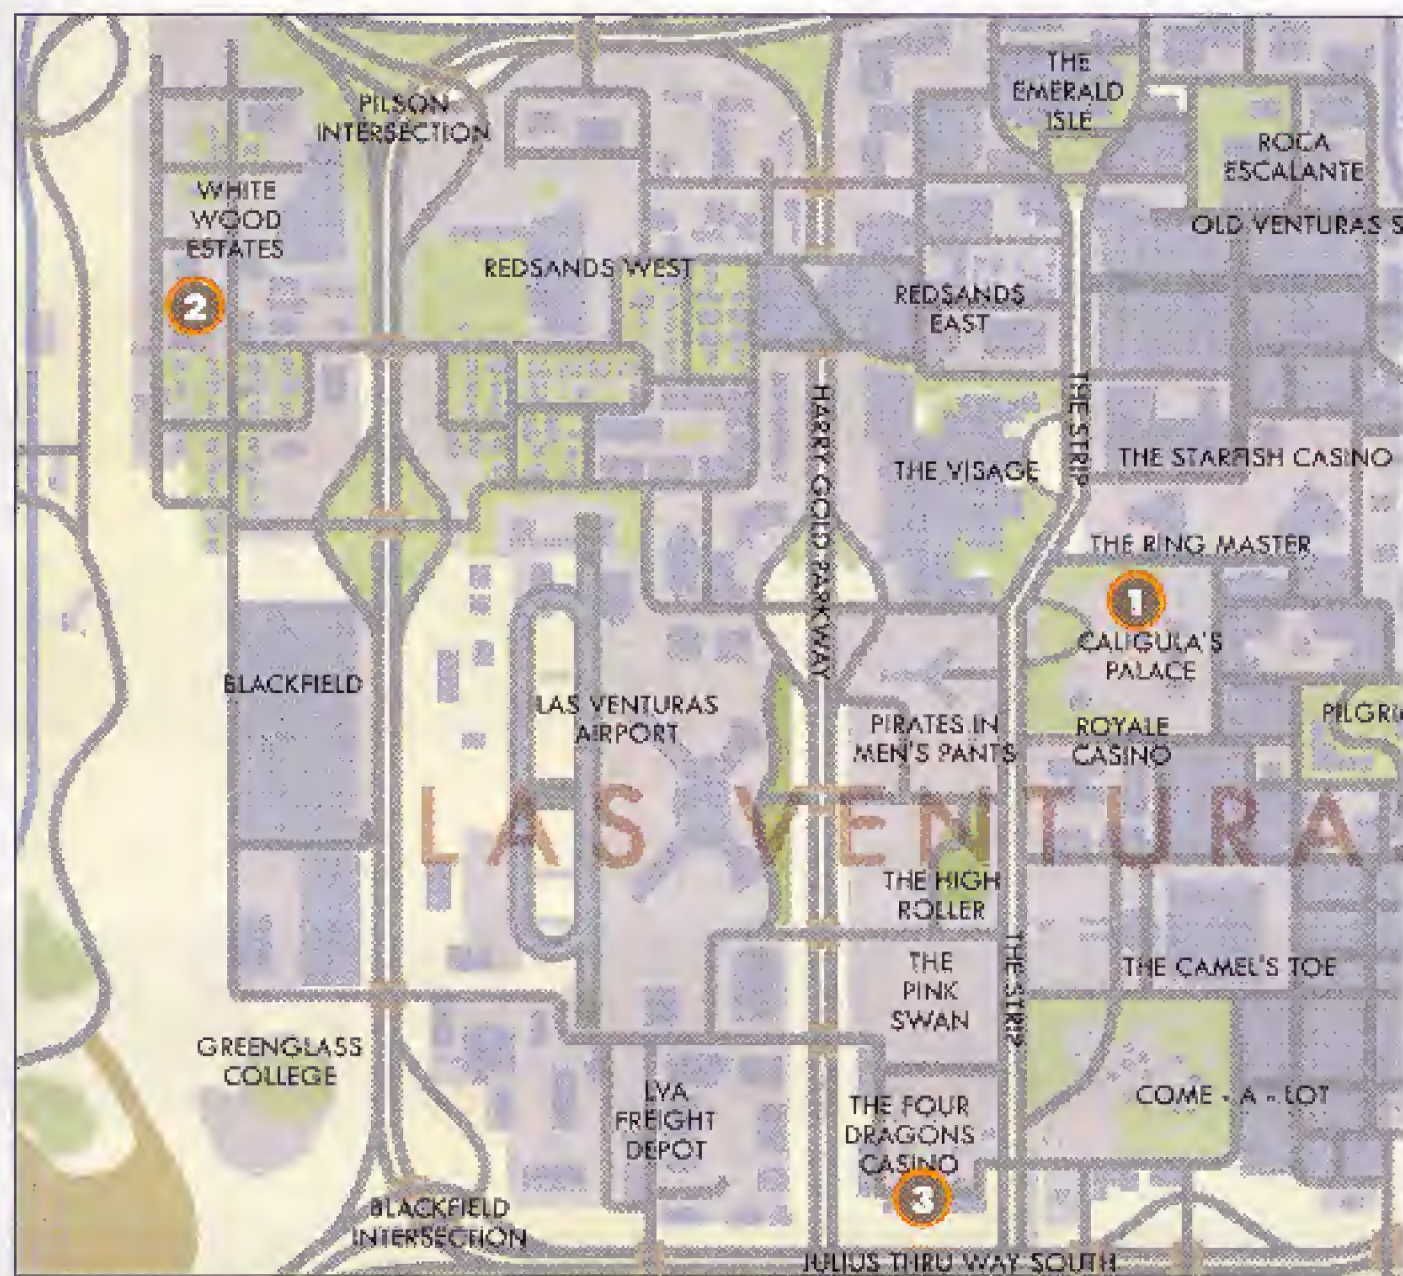 THE
EMERALD
ISLE
PILSON
INTERSECTION
ROCA
ESCALANTE
WHITE
WOOD
ESTATES
OLD VENTURAS S
2
REDSANDS WEST
REDSANDS
EAST
HARRY GOLD PARKWAY
THE STRIP
THE VISAGE
THE STARFISH CASINO
THE RING MASTER
1
CALIGULA'S
PALACE
BLACKFIELD
LAS VENTURAS
AIRPORT
PIRATES IN
MEN'S PANTS
ROYALE
CASINO
PILGRI
LAS VENTURAS
THE HIGH
ROLLER
THE STRIP
THE
PINK
SWAN
THE CAMEL'S TOE
GREENGLASS
COLLEGE
LVA
FREIGHT
DEPOT
THE FOUR
DRAGONS
CASINO
COME - A - LOT
3
BLACKFIELD
INTERSECTION
JULIUS THRU WAY SOUTH